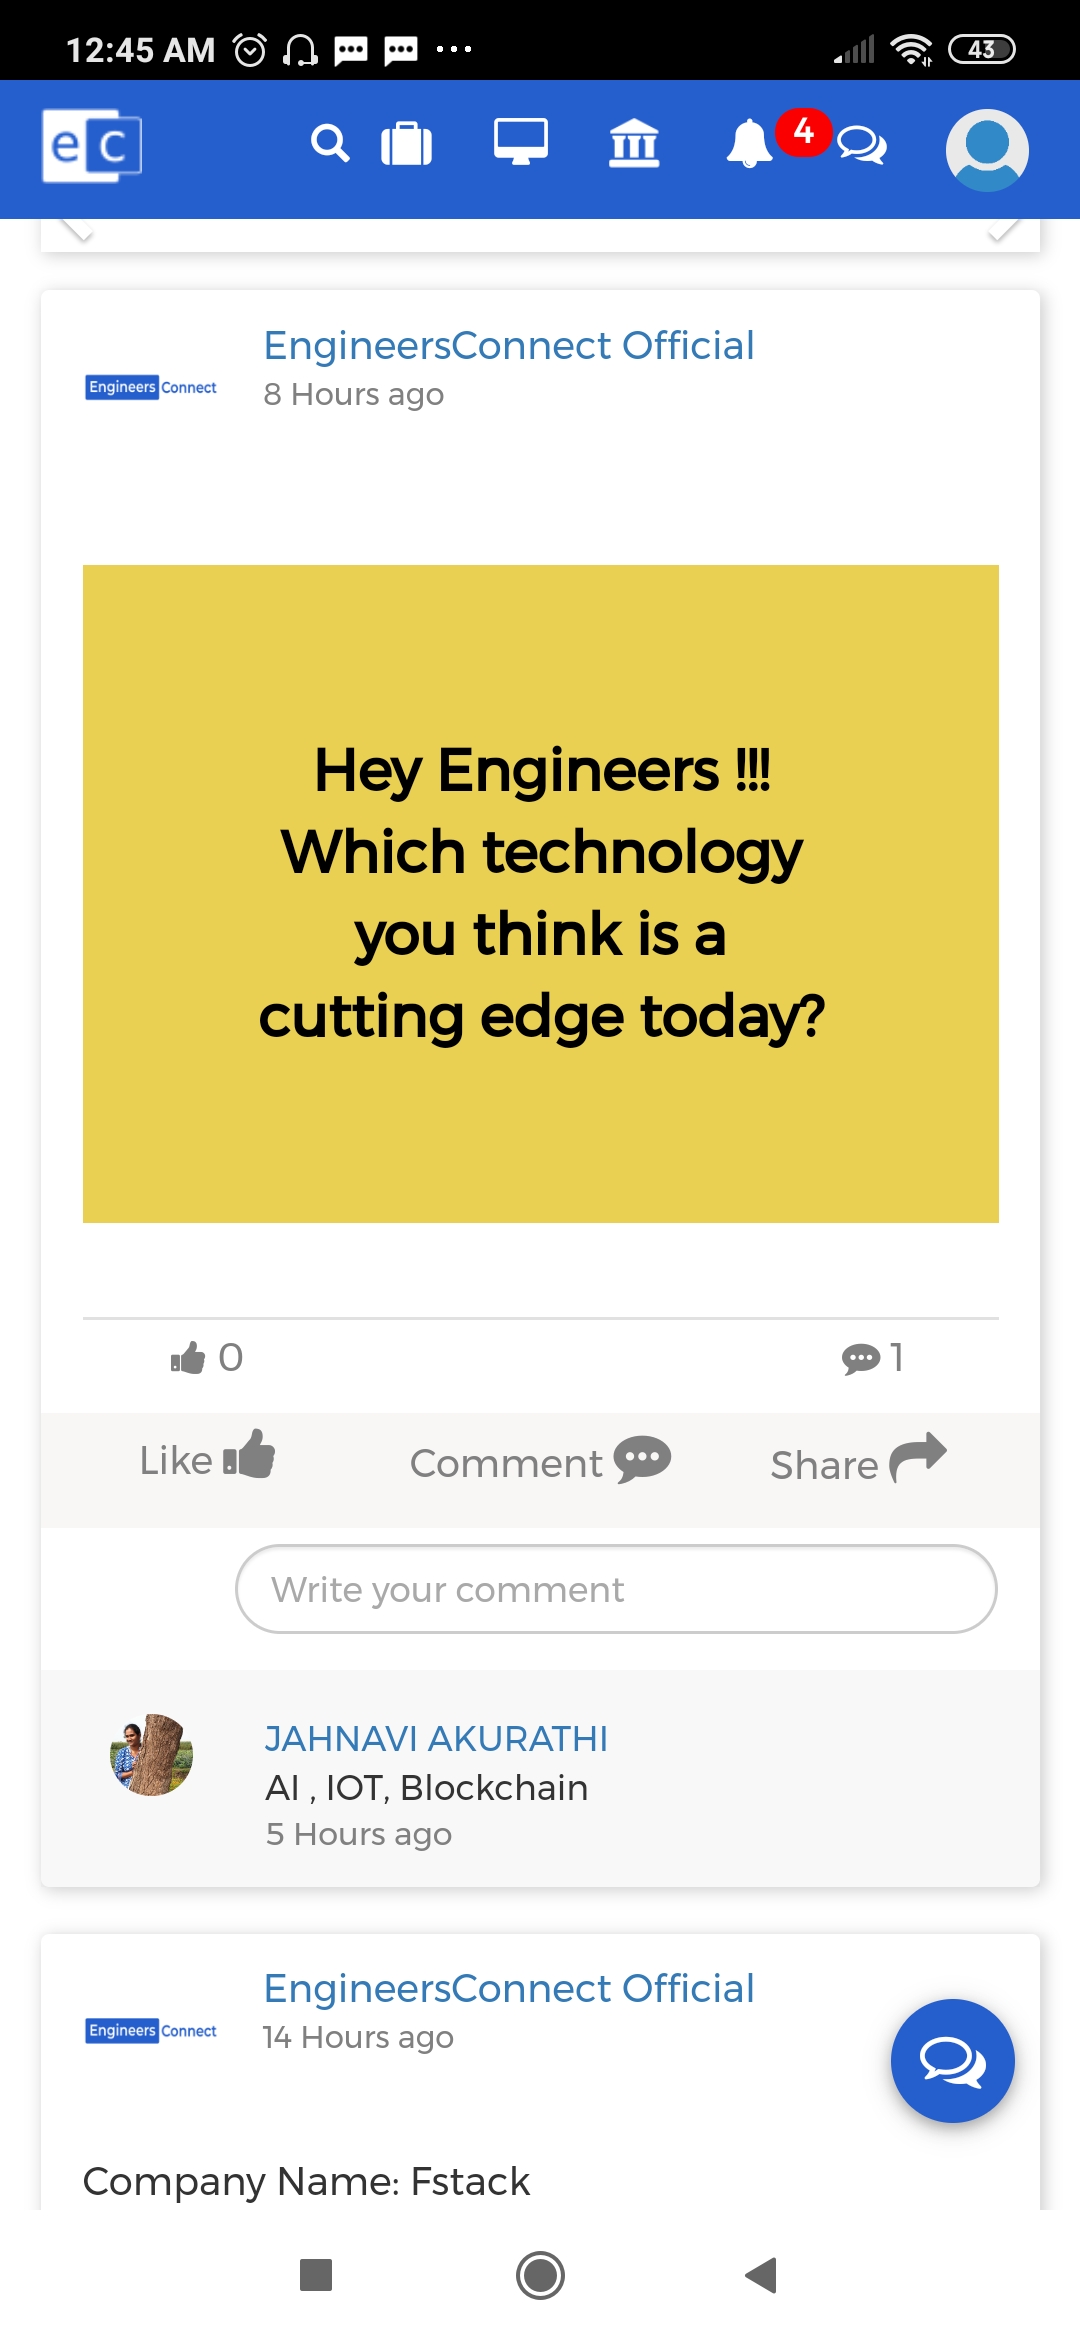 12:45 AM
43
e c
4
EngineersConnect Official
Engineers Connect
8 Hours ago
Hey Engineers !!!
Which technology
you think is a
cutting edge today?
0
1
Like
Comment
Share
Write your comment
JAHNAVI AKURATHI
AI , IOT, Blockchain
5 Hours ago
EngineersConnect Official
Engineers Connect
14 Hours ago
Company Name: Fstack